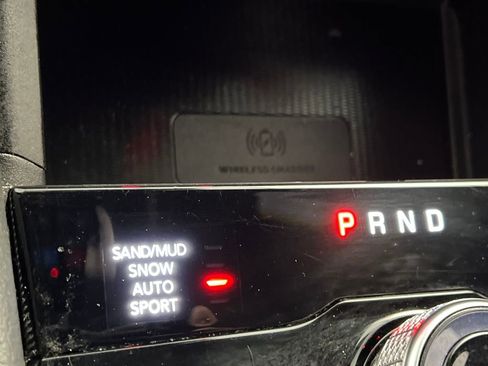 WIRELESS CHARGER
P R N D
SAND/MUD
SNOW
AUTO
SPORT